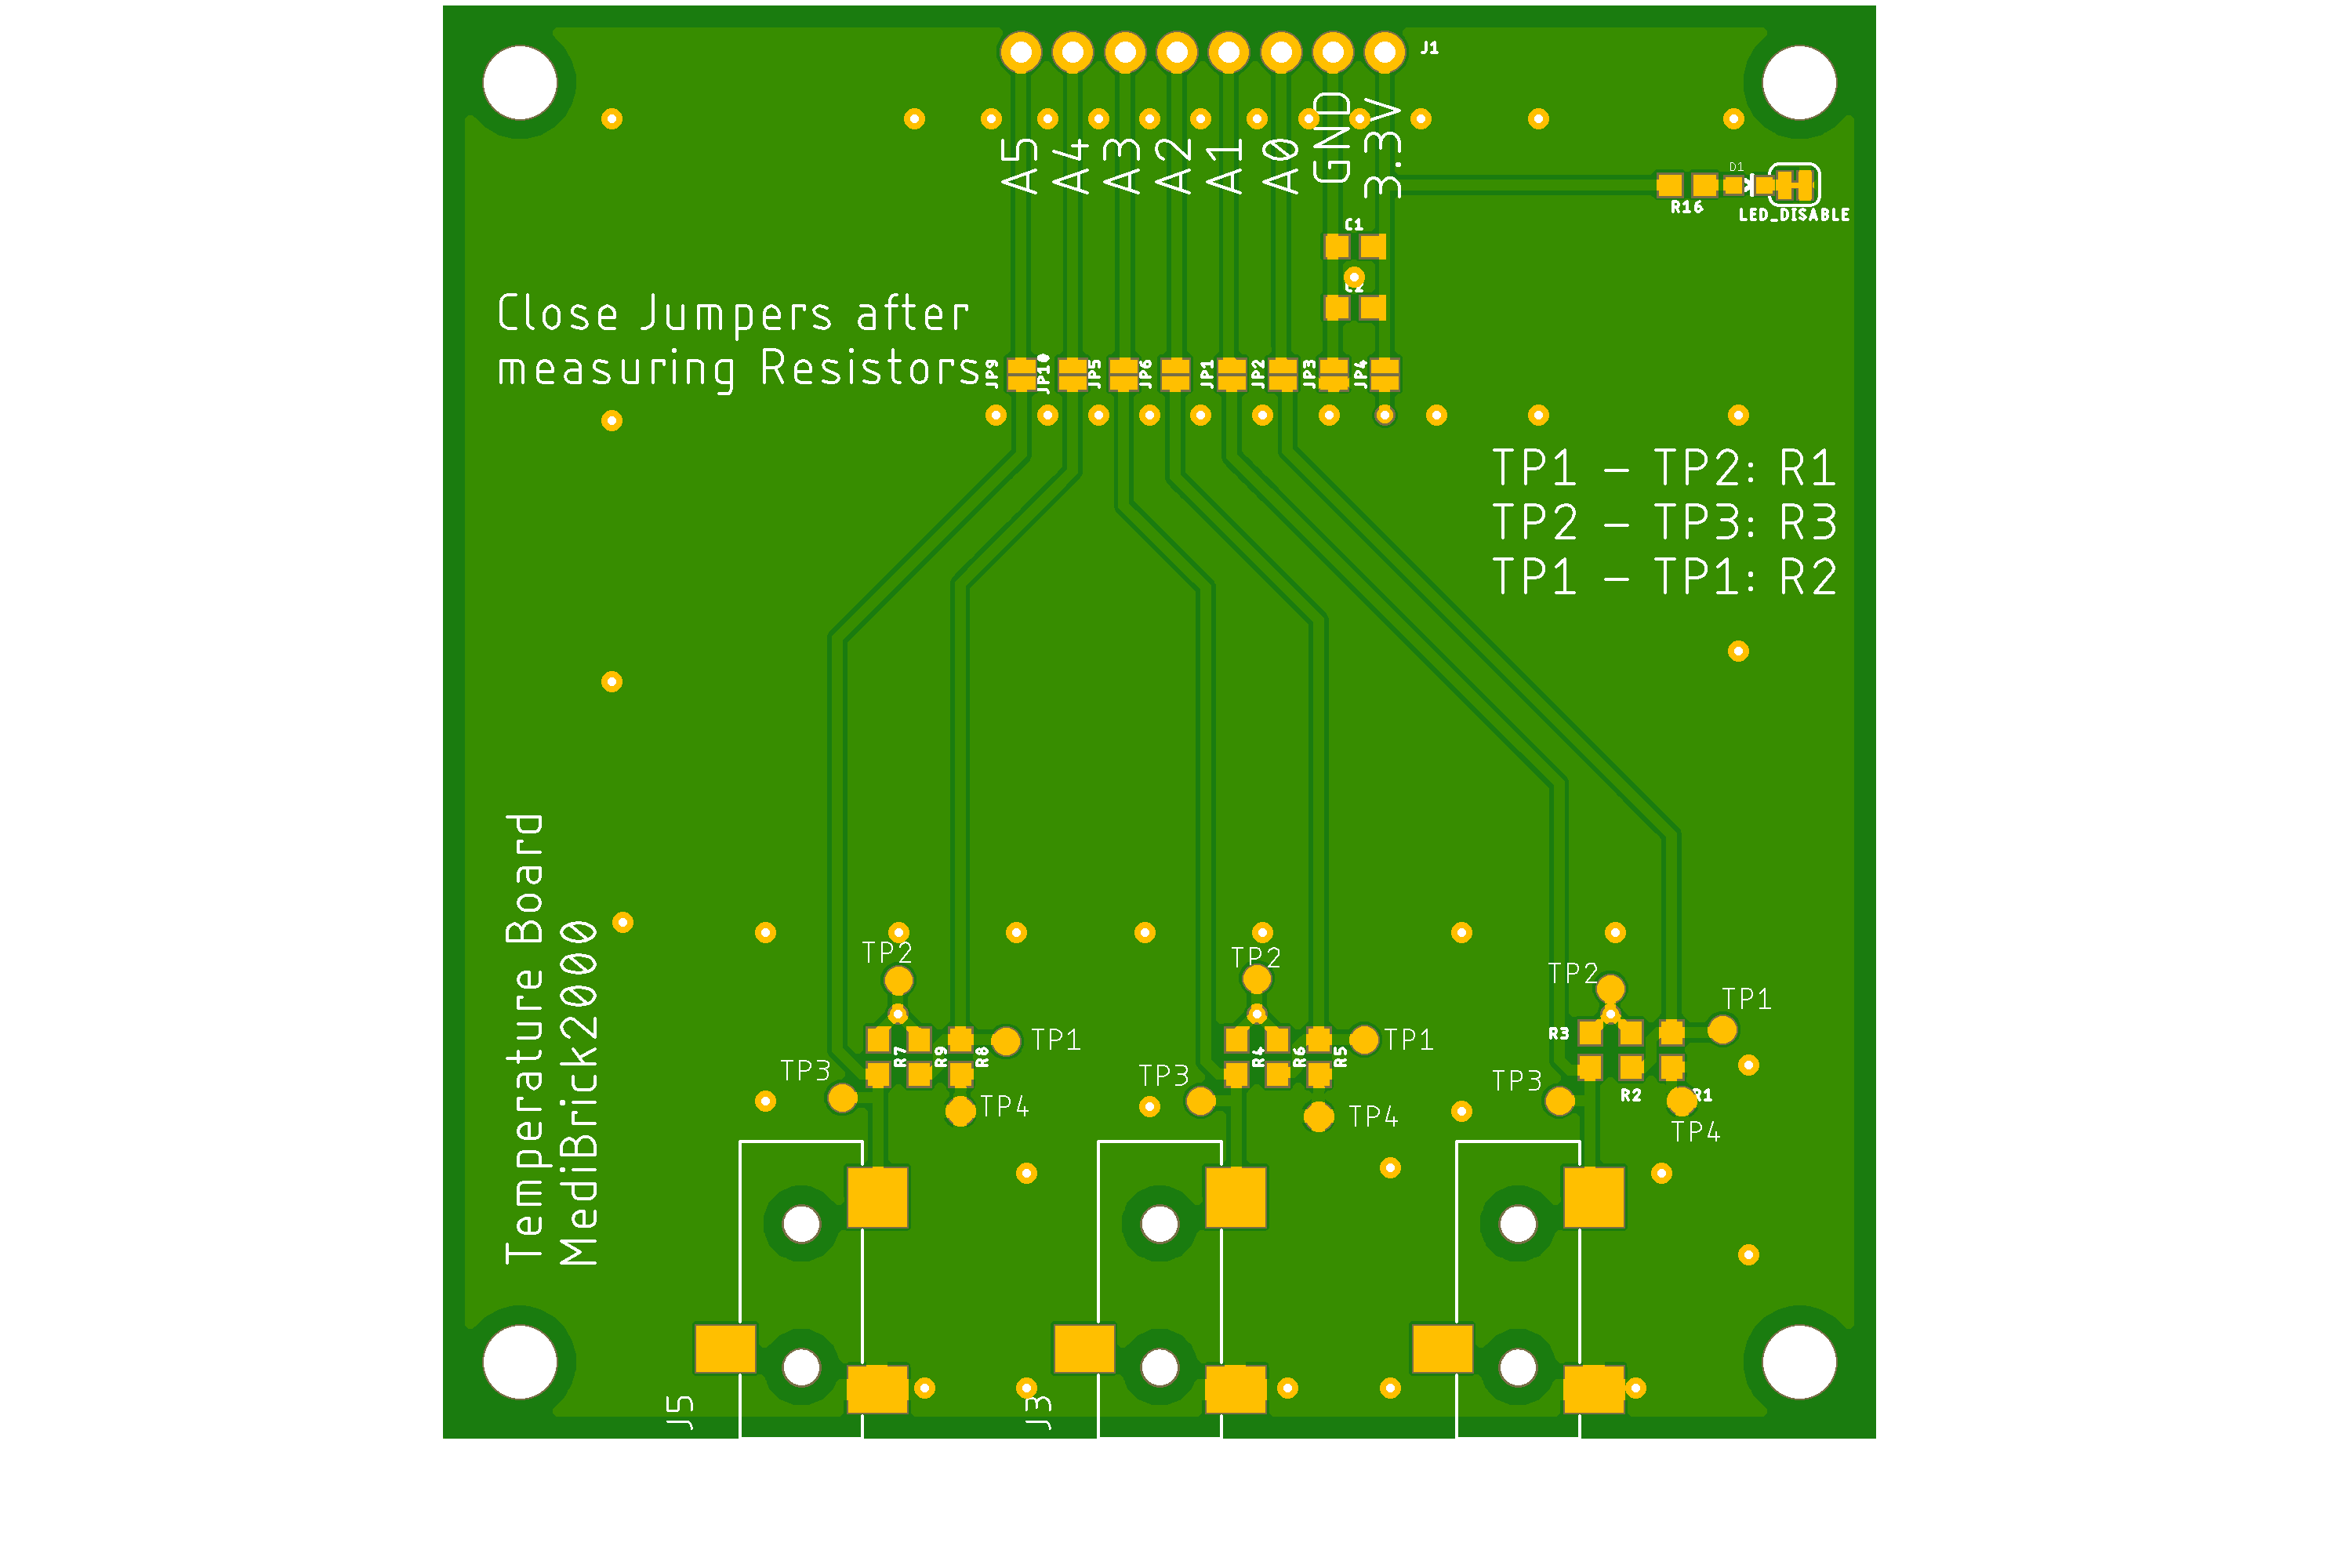 J1
A5
A4
A3
A2
A1
A0
GND
3.3V
D1
R16
LED_DISABLE
C1
Close Jumpers after
measuring Resistors
JP9
JP10
JP5
JP6
JP1
JP2
JP3
JP4
TP1 – TP2: R1
TP2 – TP3: R3
TP1 – TP1: R2
Temperature Board
MediBrick2000
TP2
TP1
TP3
TP4
R7
R9
R8
TP2
TP1
TP3
TP4
R4
R6
R5
TP2
TP1
TP3
TP4
R3
R2
R1
J5
J3